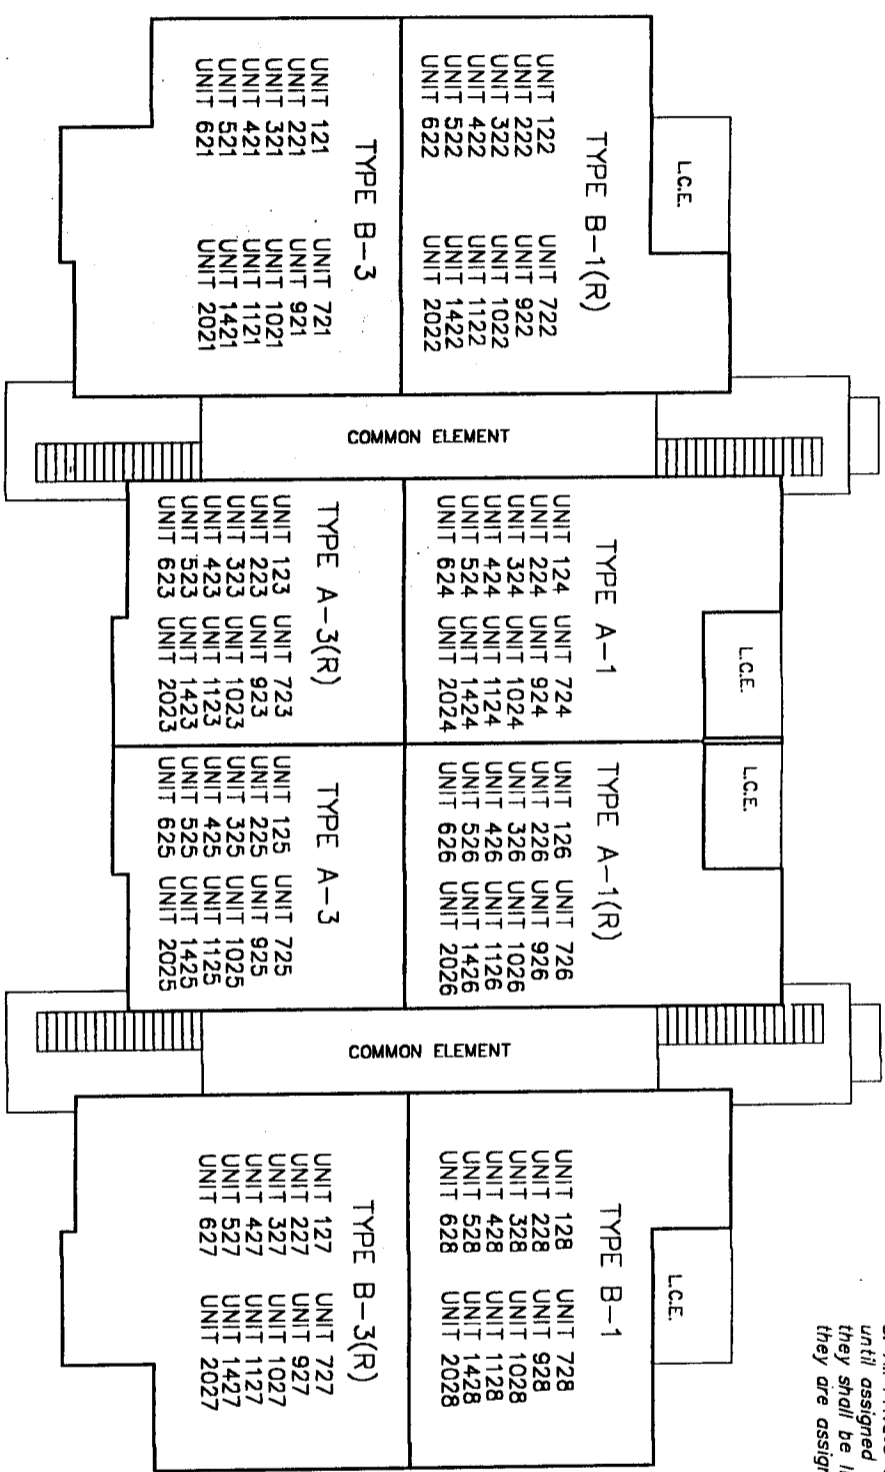 until assigned
they shall be
they are
L.C.E.
L.C.E.
L.C.E.
L.C.E.
TYPE B-1(R)
UNIT 122 UNIT 722
UNIT 222 UNIT 922
UNIT 322 UNIT 1022
UNIT 422 UNIT 1122
UNIT 522 UNIT 1422
UNIT 622 UNIT 2022
TYPE A-1
UNIT 124 UNIT 724
UNIT 224 UNIT 924
UNIT 324 UNIT 1024
UNIT 424 UNIT 1124
UNIT 524 UNIT 1424
UNIT 624 UNIT 2024
TYPE A-1(R)
UNIT 126 UNIT 726
UNIT 226 UNIT 926
UNIT 326 UNIT 1026
UNIT 426 UNIT 1126
UNIT 526 UNIT 1426
UNIT 626 UNIT 2026
TYPE B-1
UNIT 128 UNIT 728
UNIT 228 UNIT 928
UNIT 328 UNIT 1028
UNIT 428 UNIT 1128
UNIT 528 UNIT 1428
UNIT 628 UNIT 2028
COMMON ELEMENT
COMMON ELEMENT
TYPE B-3
UNIT 121 UNIT 721
UNIT 221 UNIT 921
UNIT 321 UNIT 1021
UNIT 421 UNIT 1121
UNIT 521 UNIT 1421
UNIT 621 UNIT 2021
TYPE A-3(R)
UNIT 123 UNIT 723
UNIT 223 UNIT 923
UNIT 323 UNIT 1023
UNIT 423 UNIT 1123
UNIT 523 UNIT 1423
UNIT 623 UNIT 2023
TYPE A-3
UNIT 125 UNIT 725
UNIT 225 UNIT 925
UNIT 325 UNIT 1025
UNIT 425 UNIT 1125
UNIT 525 UNIT 1425
UNIT 625 UNIT 2025
TYPE B-3(R)
UNIT 127 UNIT 727
UNIT 227 UNIT 927
UNIT 327 UNIT 1027
UNIT 427 UNIT 1127
UNIT 527 UNIT 1427
UNIT 627 UNIT 2027